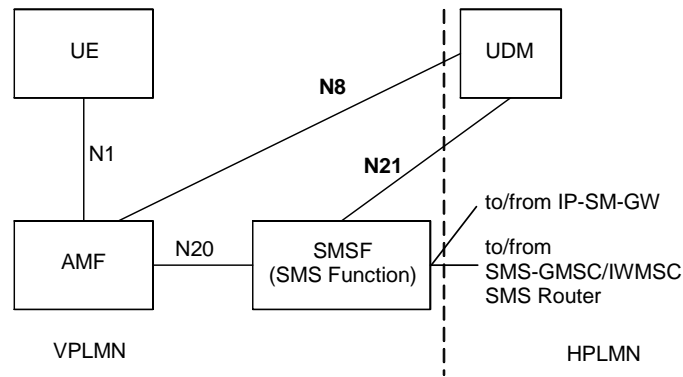 UE
UDM
N8
N1
N21
to/from IP-SM-GW
AMF
N20
SMSF
(SMS Function)
to/from
SMS-GMSC/IWMSC
SMS Router
VPLMN
HPLMN